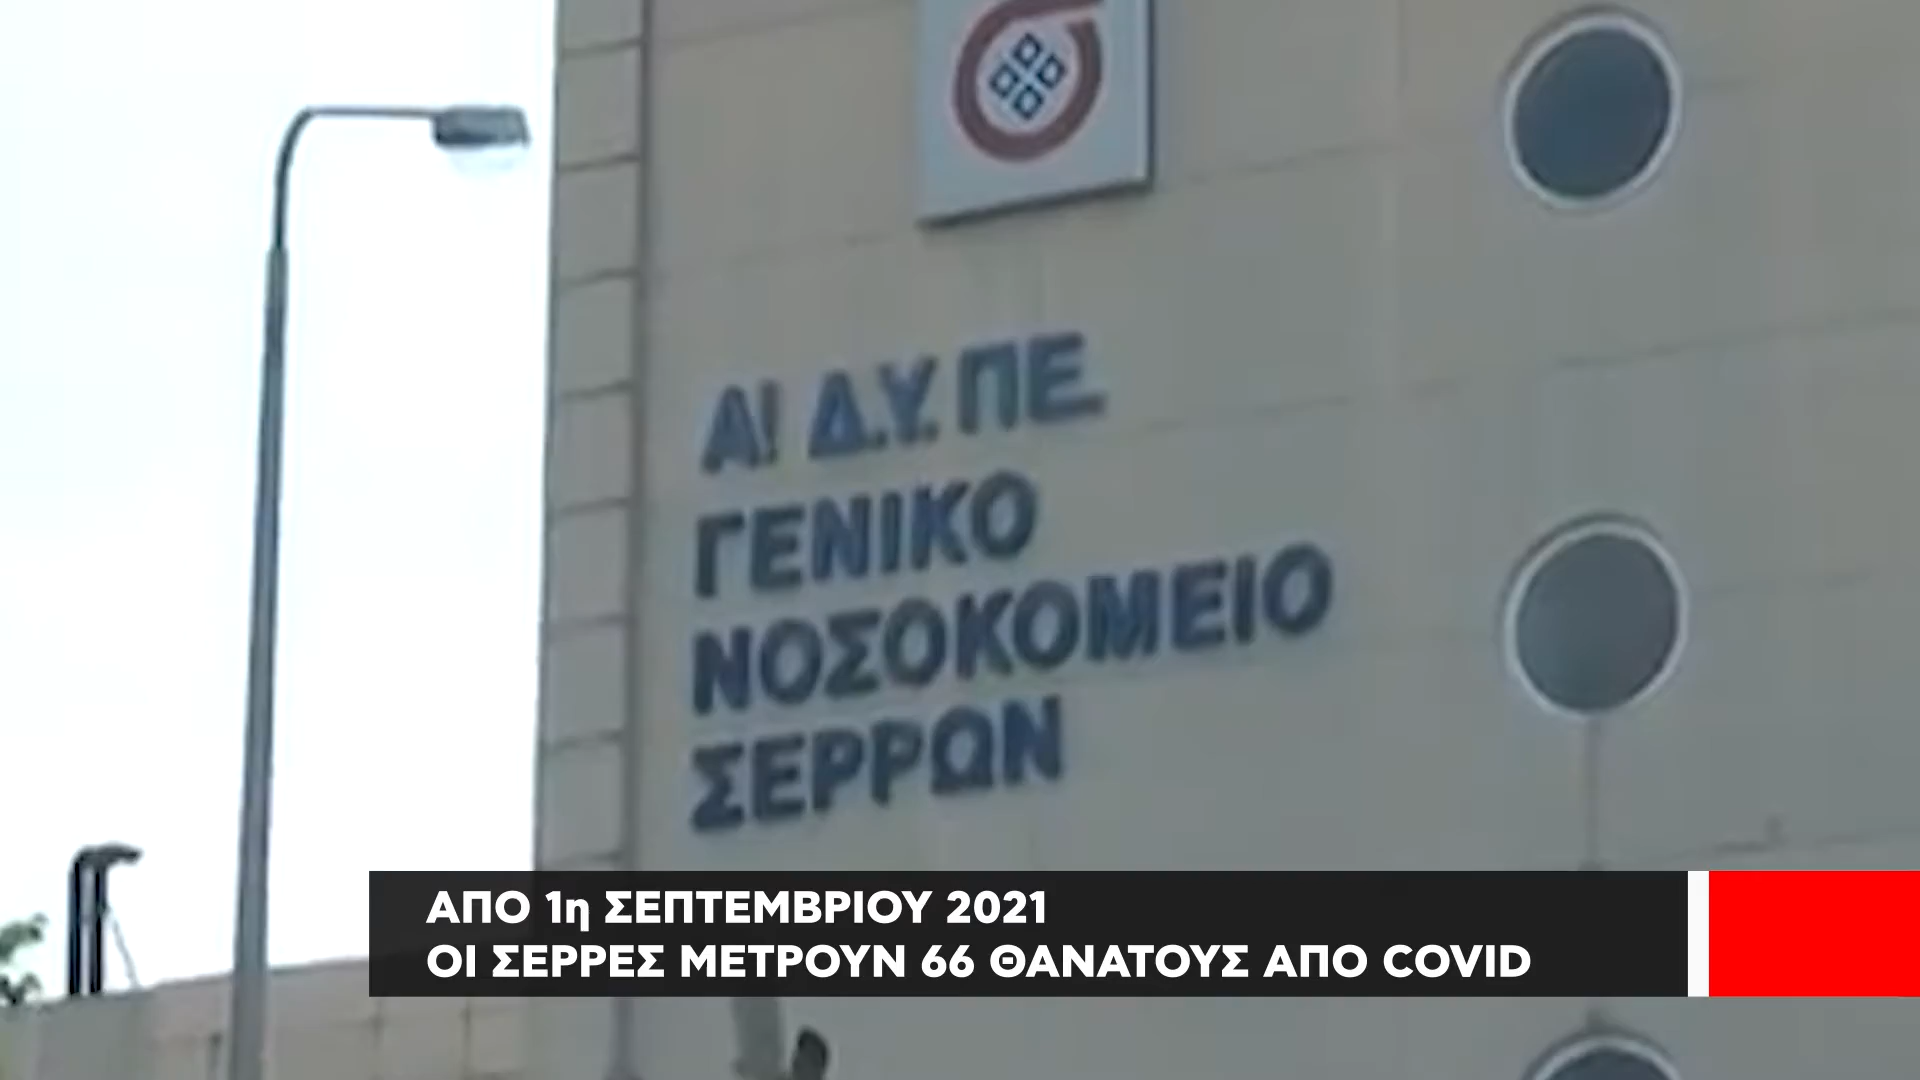 Α! Δ.Υ.ΠΕ.
ΓΕΝΙΚΟ
ΝΟΣΟΚΟΜΕΙΟ
ΣΕΡΡΩΝ
ΑΠΟ 1η ΣΕΠΤΕΜΒΡΙΟΥ 2021
ΟΙ ΣΕΡΡΕΣ ΜΕΤΡΟΥΝ 66 ΘΑΝΑΤΟΥΣ ΑΠΟ COVID